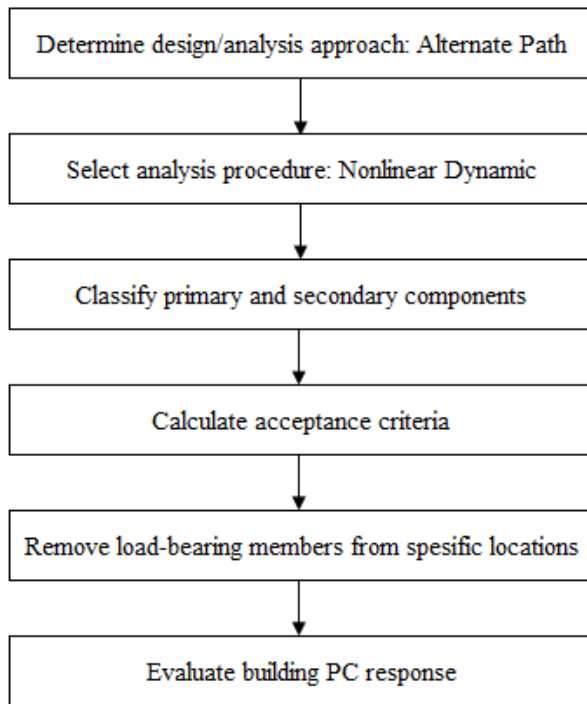 Determine design/analysis approach: Alternate Path
Select analysis procedure: Nonlinear Dynamic
Classify primary and secondary components
Calculate acceptance criteria
Remove load-bearing members from spesific locations
Evaluate building PC response